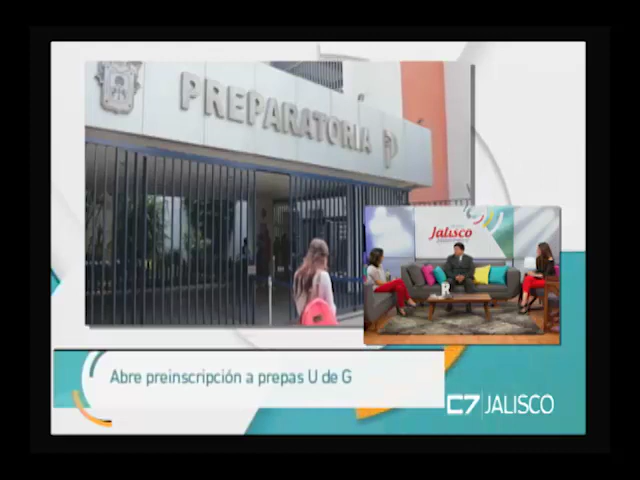 PREPARATORIA
Jalisco
Abre preinscripción a prepas U de G
C7 JALISCO